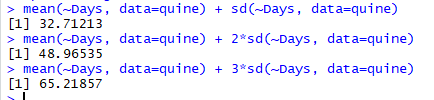 > mean(~Days, data=quine) + sd(~Days, data=quine)
[1] 32.71213
> mean(~Days, data=quine) + 2*sd(~Days, data=quine)
[1] 48.96535
> mean(~Days, data=quine) + 3*sd(~Days, data=quine)
[1] 65.21857
>